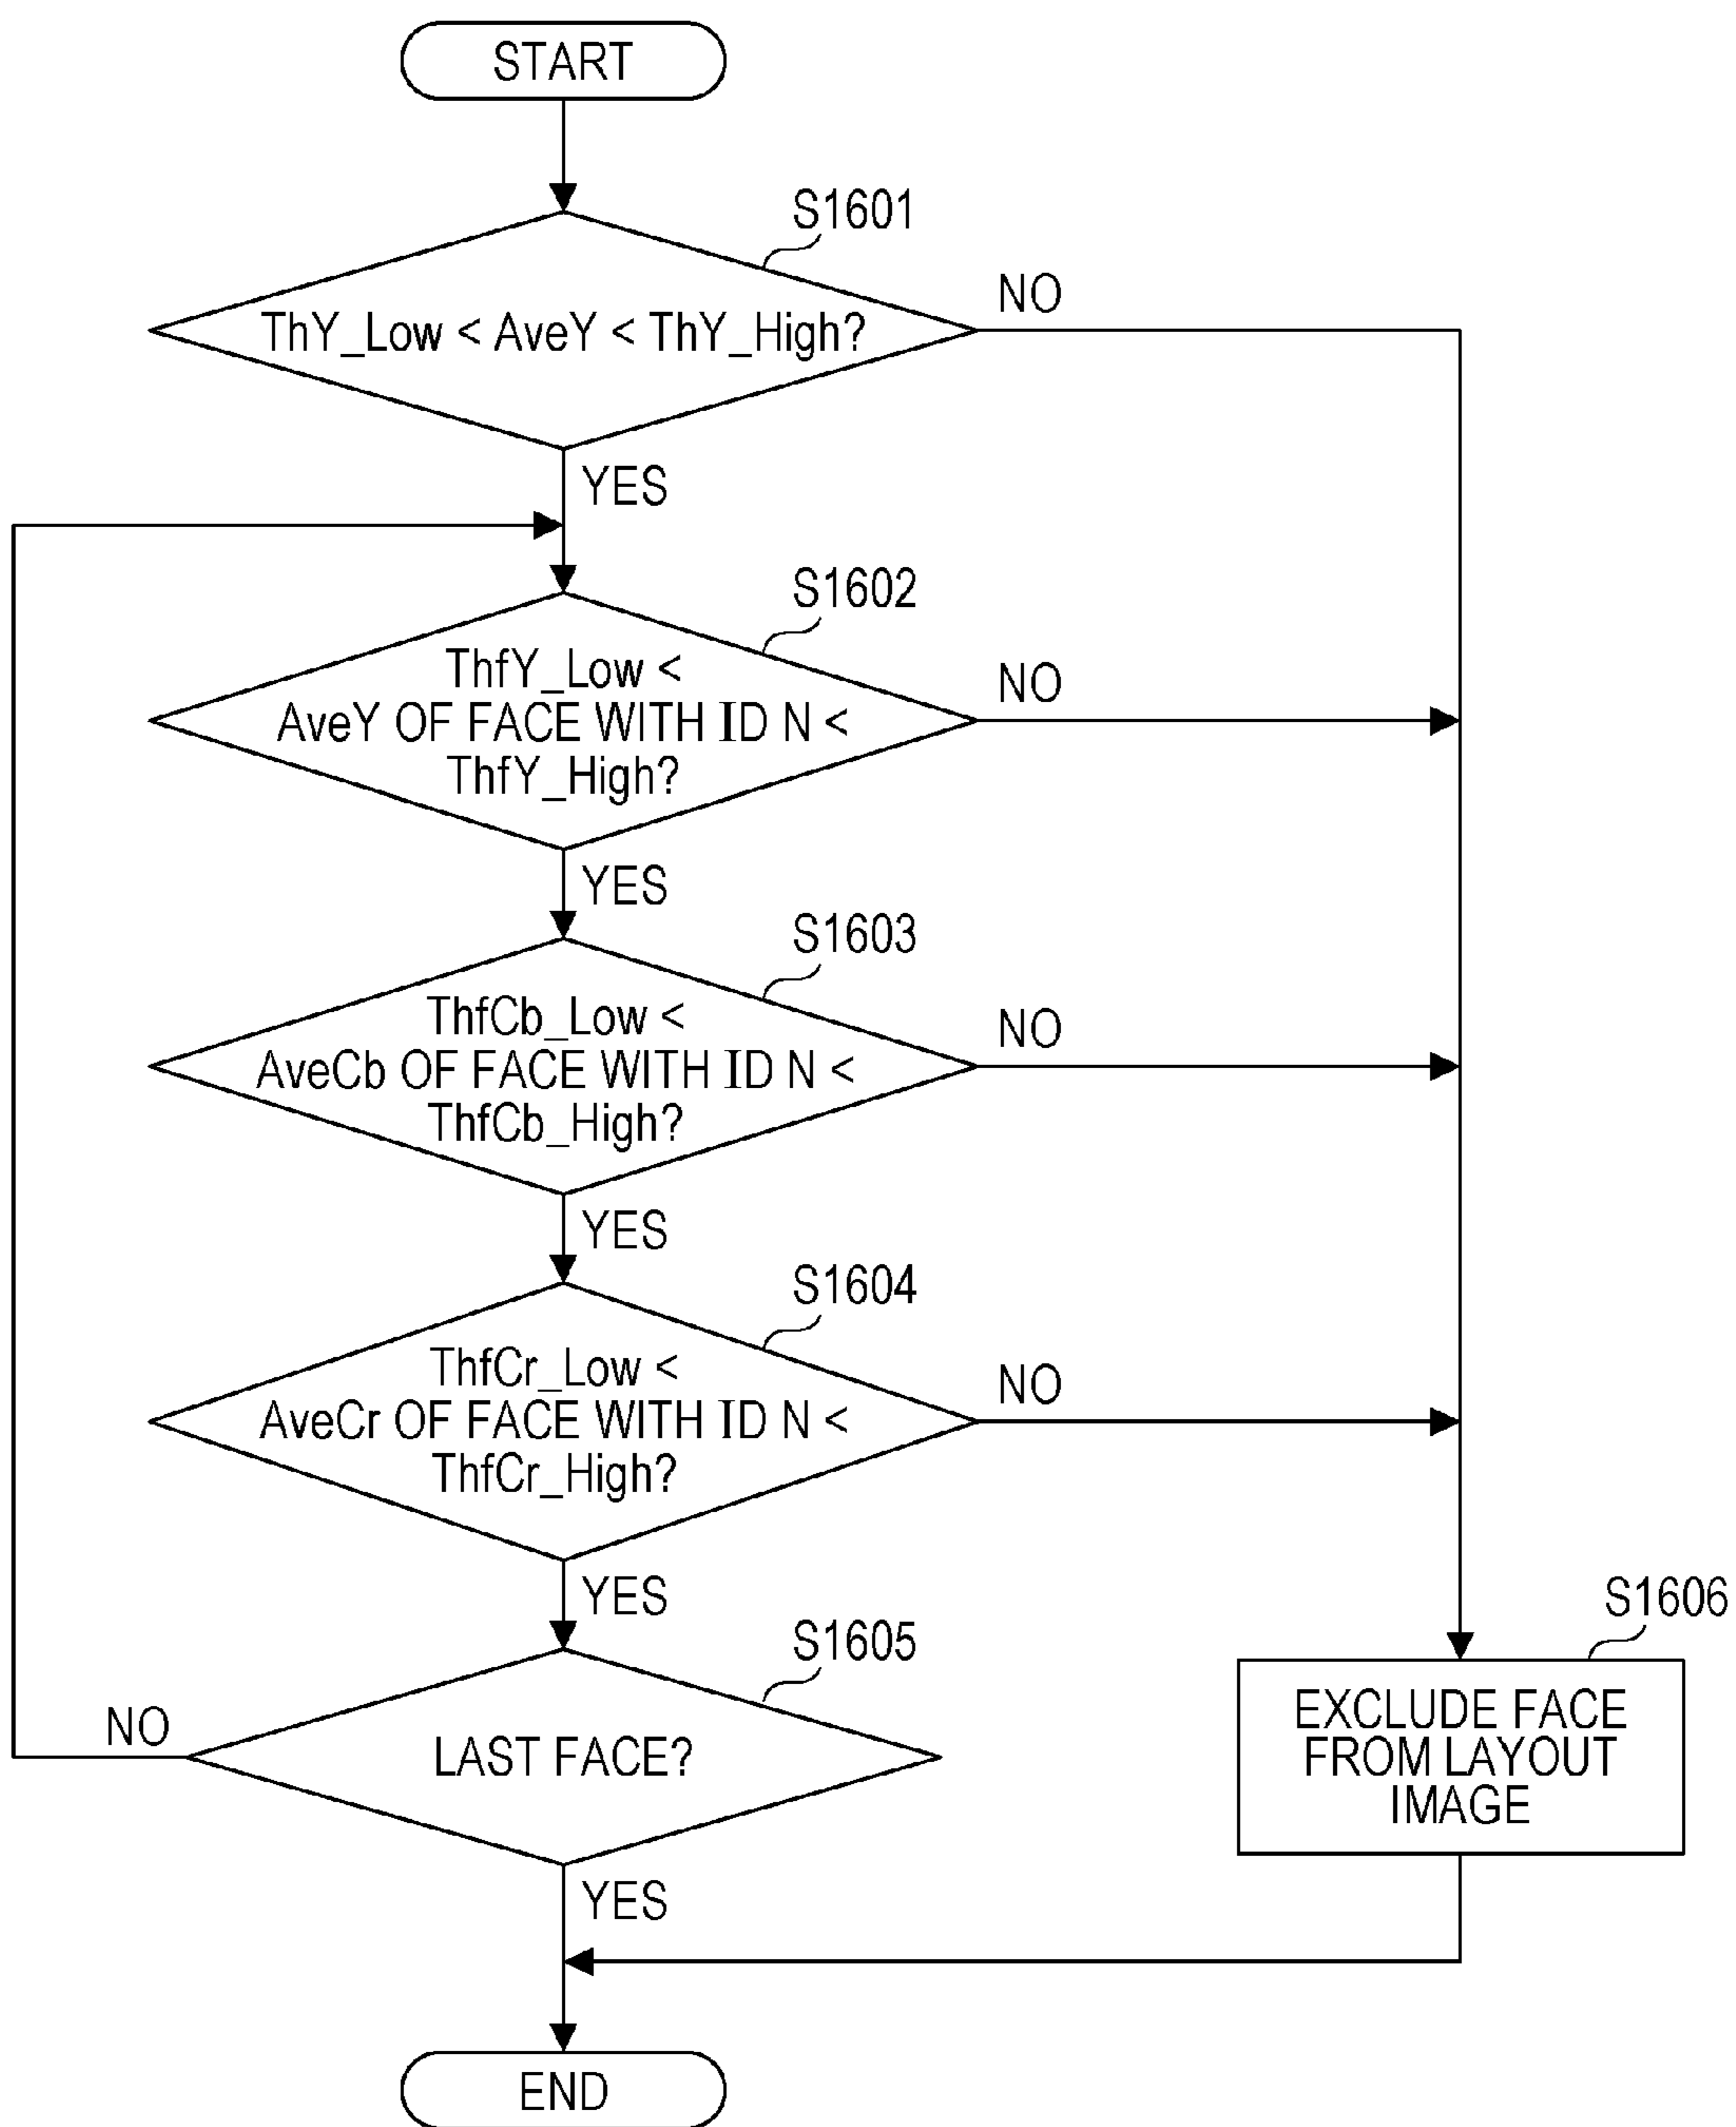 START
S1601
ThY_Low < AveY < ThY_High?
NO
YES
S1602
ThfY_Low <
AveY OF FACE WITH ID N <
ThfY_High?
NO
YES
S1603
ThfCb_Low <
AveCb OF FACE WITH ID N <
ThfCb_High?
NO
YES
S1604
ThfCr_Low <
AveCr OF FACE WITH ID N <
ThfCr_High?
NO
YES
S1605
LAST FACE?
NO
YES
S1606
EXCLUDE FACE
FROM LAYOUT
IMAGE
END